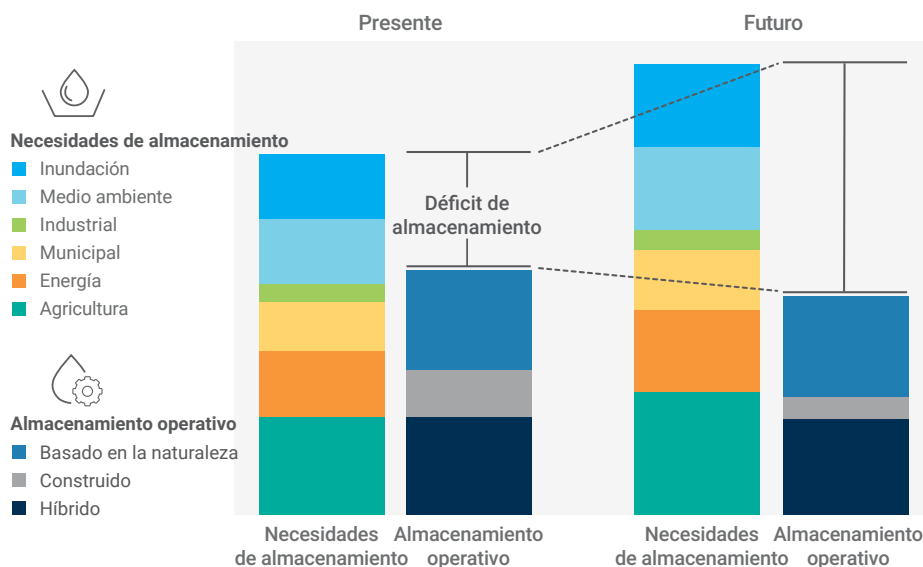 Presente
Futuro
Necesidades de almacenamiento
Inundación
Medio ambiente
Industrial
Municipal
Energía
Agricultura
Almacenamiento operativo
Basado en la naturaleza
Construido
Híbrido
Déficit de
almacenamiento
Necesidades
de almacenamiento
Almacenamiento
operativo
Necesidades
de almacenamiento
Almacenamiento
operativo